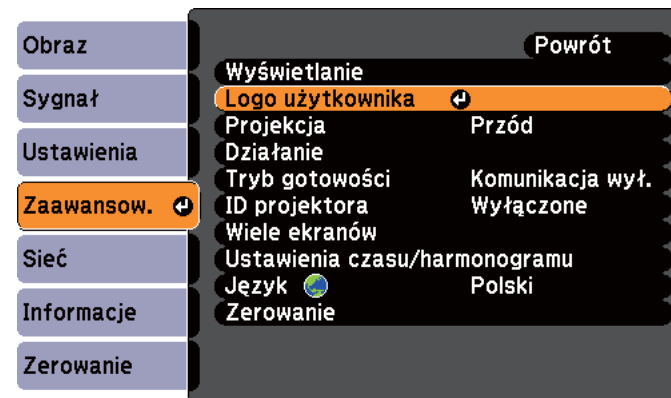 Obraz
Sygnał
Ustawienia
Zaawansow.
Sieć
Informacje
Zerowanie
Powrót
Wyświetlanie
Logo użytkownika
Projekcja Przód
Działanie
Tryb gotowości Komunikacja wył.
ID projektora Wyłączone
Wiele ekranów
Ustawienia czasu/harmonogramu
Język Polski
Zerowanie